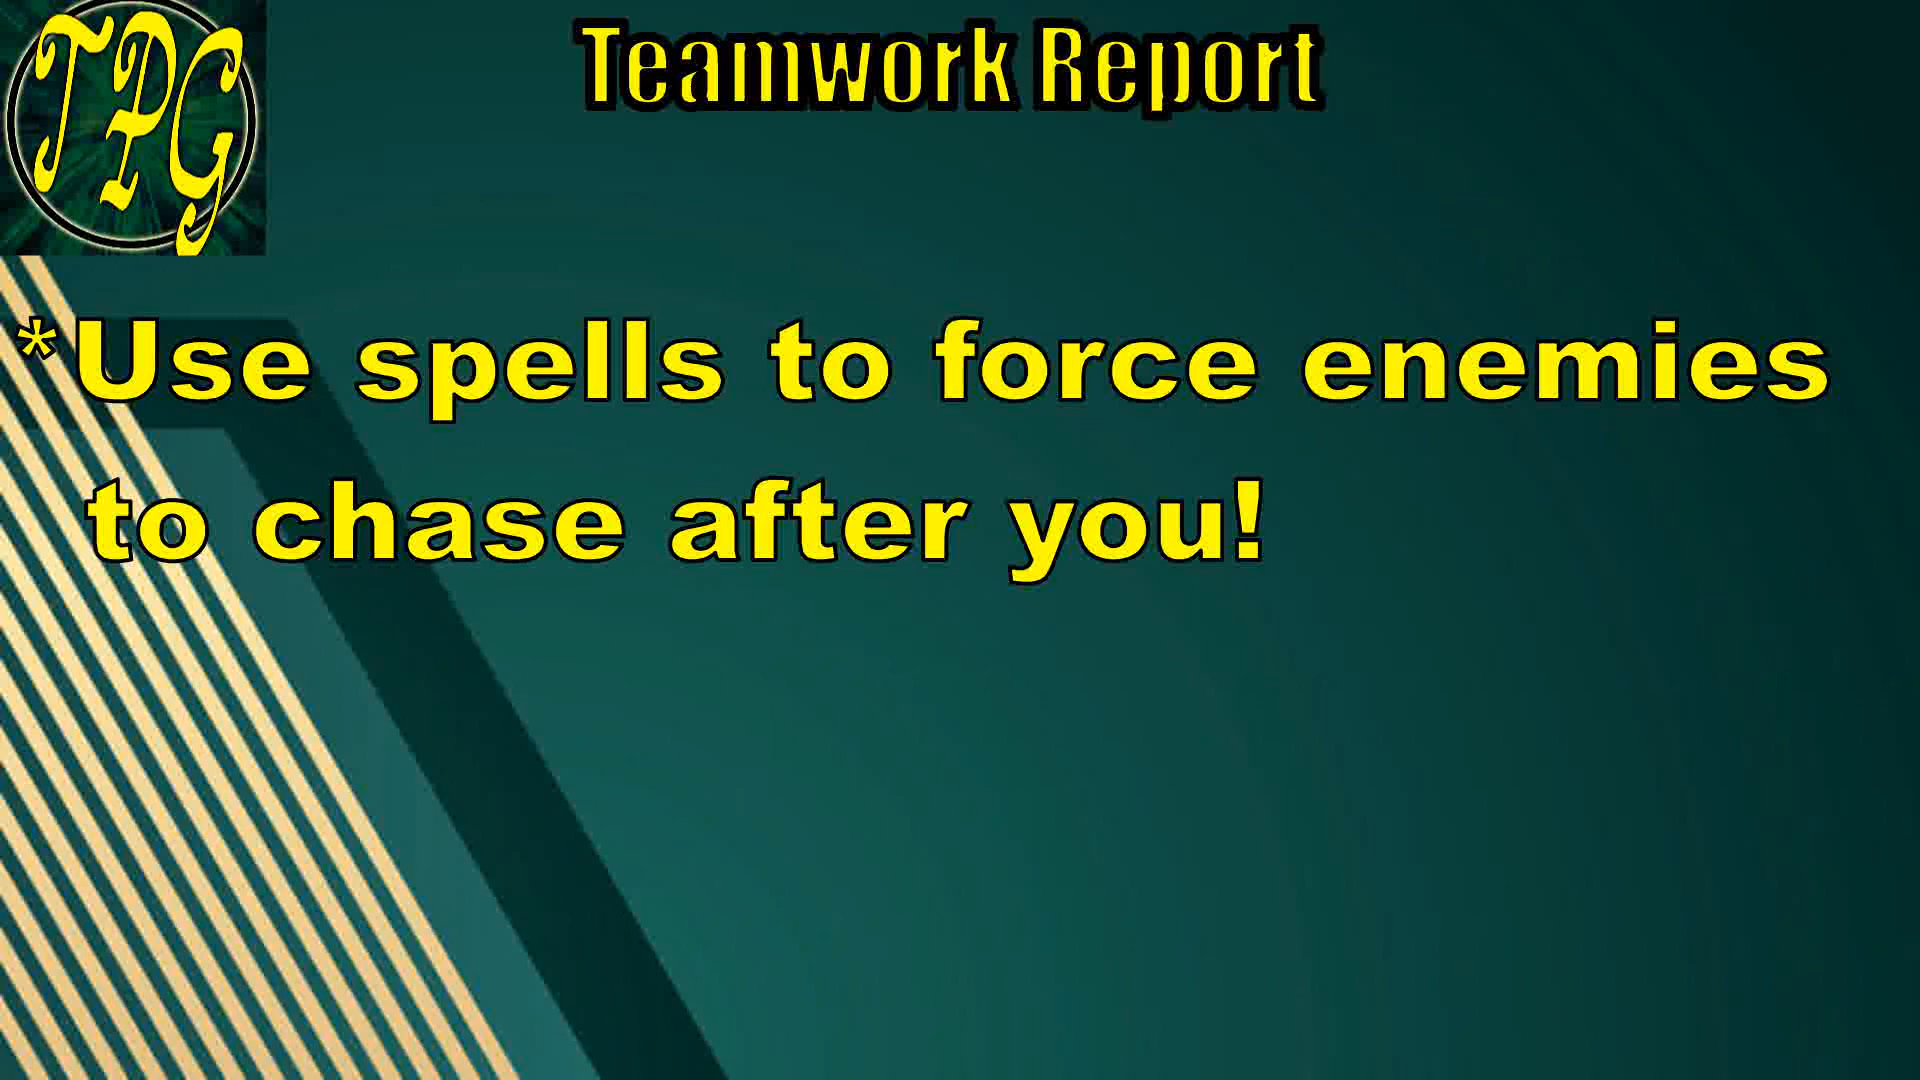 TPG
Teamwork Report
*Use spells to force enemies
to chase after you!